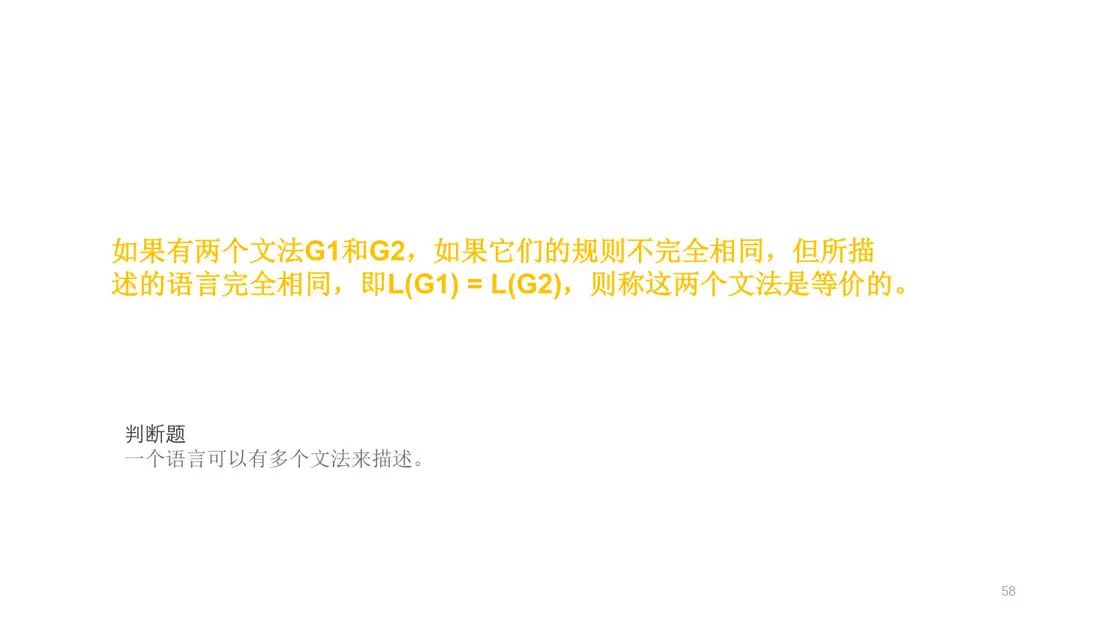 如果有两个文法G1和G2，如果它们的规则不完全相同，但所描
述的语言完全相同，即L(G1) = L(G2)，则称这两个文法是等价的。
判断题
一个语言可以有多个文法来描述。
58